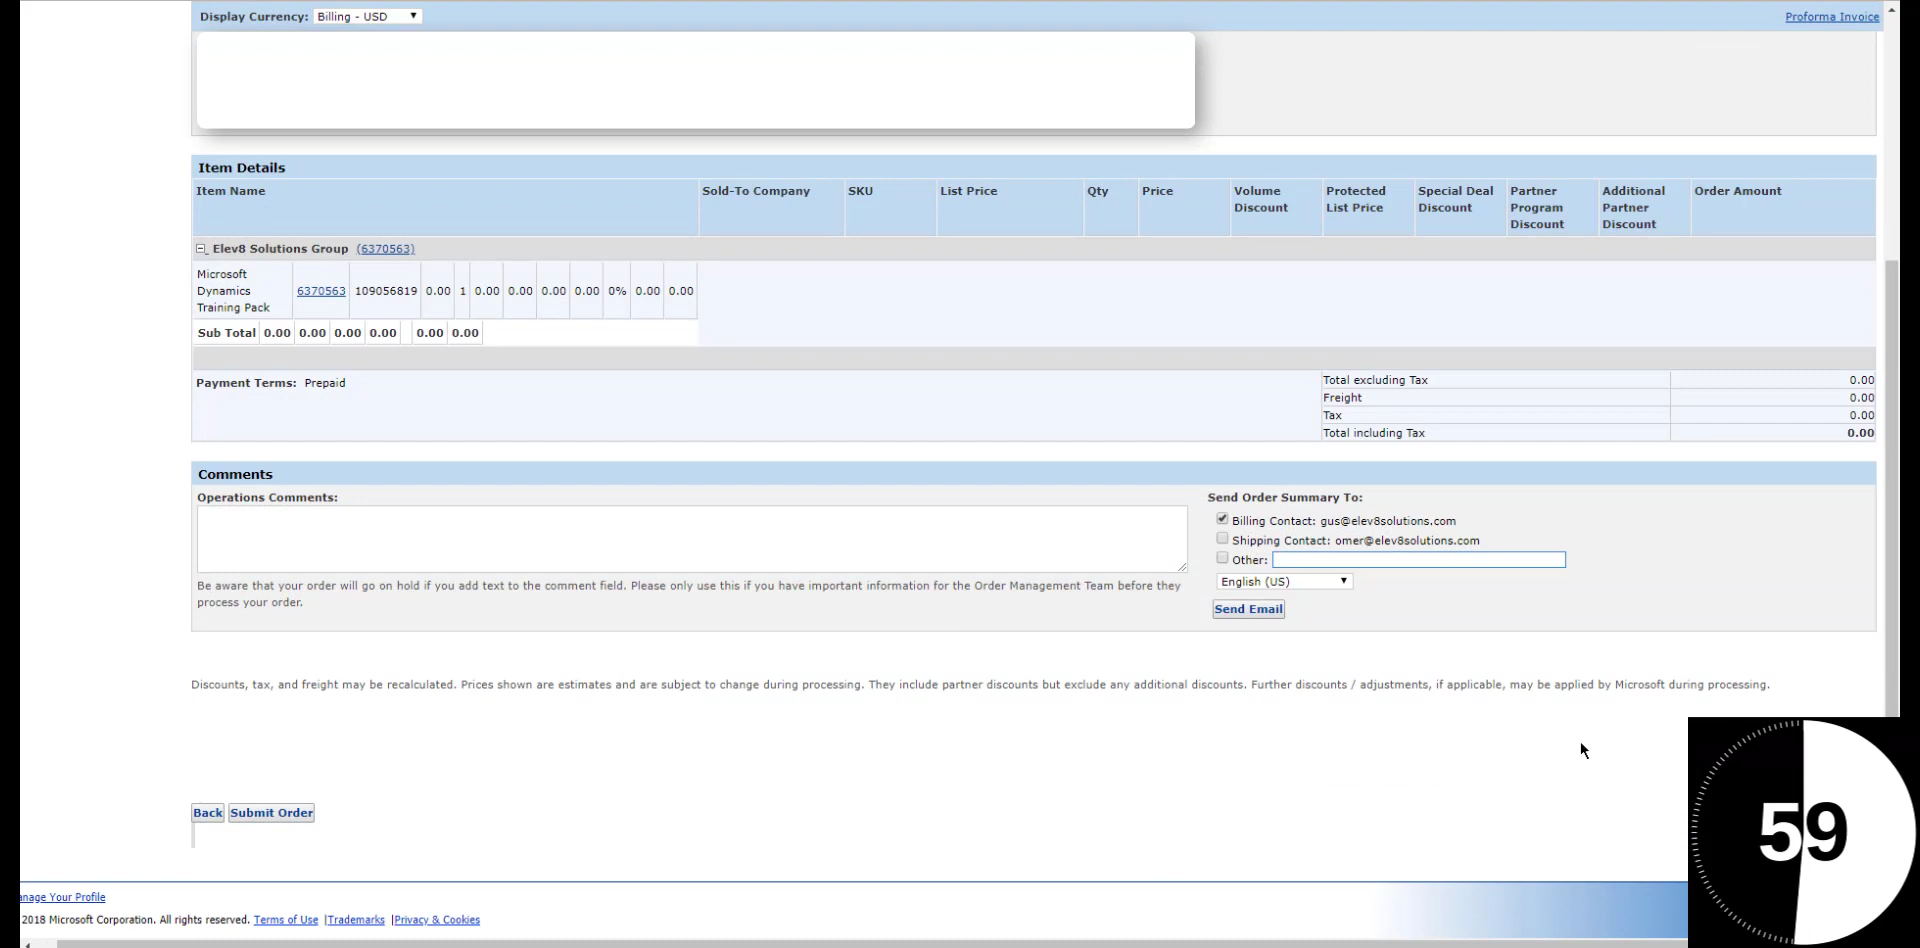 Display Currency: Billing - USD Proforma Invoice
Item Details
Item Name Sold-To Company SKU List Price Qty Price Volume Discount Protected List Price Special Deal Discount Partner Program Discount Additional Partner Discount Order Amount
Elev8 Solutions Group (6370563)
Microsoft
Dynamics 6370563 109056819 0.00 1 0.00 0.00 0.00 0.00 0% 0.00 0.00
Training Pack
Sub Total 0.00 0.00 0.00 0.00 0.00 0.00
Payment Terms: Prepaid
Total excluding Tax 0.00
Freight 0.00
Tax 0.00
Total including Tax 0.00
Comments
Operations Comments:
Be aware that your order will go on hold if you add text to the comment field. Please only use this if you have important information for the Order Management Team before they
process your order.
Send Order Summary To:
Billing Contact: gus@elev8solutions.com
Shipping Contact: omer@elev8solutions.com
Other:
English (US)
Send Email
Discounts, tax, and freight may be recalculated. Prices shown are estimates and are subject to change during processing. They include partner discounts but exclude any additional discounts. Further discounts / adjustments, if applicable, may be applied by Microsoft during processing.
Back Submit Order
59
anage Your Profile
2018 Microsoft Corporation. All rights reserved. Terms of Use |Trademarks |Privacy & Cookies